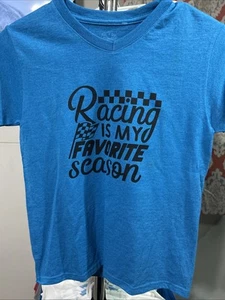 Racing
IS MY
FAVORITE
season